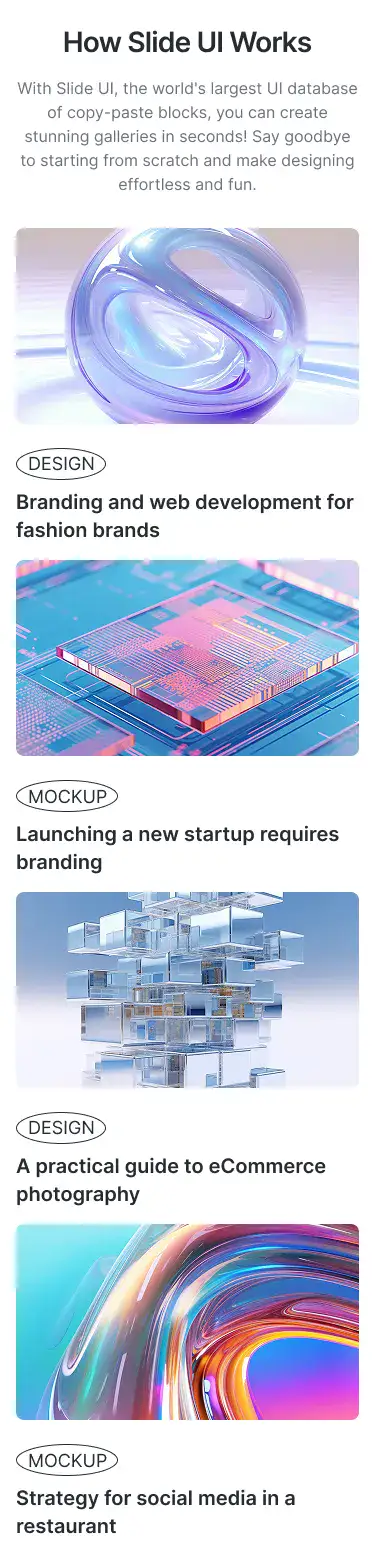 How Slide UI Works
With Slide UI, the world's largest UI database
of copy-paste blocks, you can create
stunning galleries in seconds! Say goodbye
to starting from scratch and make designing
effortless and fun.
DESIGN
Branding and web development for
fashion brands
MOCKUP
Launching a new startup requires
branding
DESIGN
A practical guide to eCommerce
photography
MOCKUP
Strategy for social media in a
restaurant